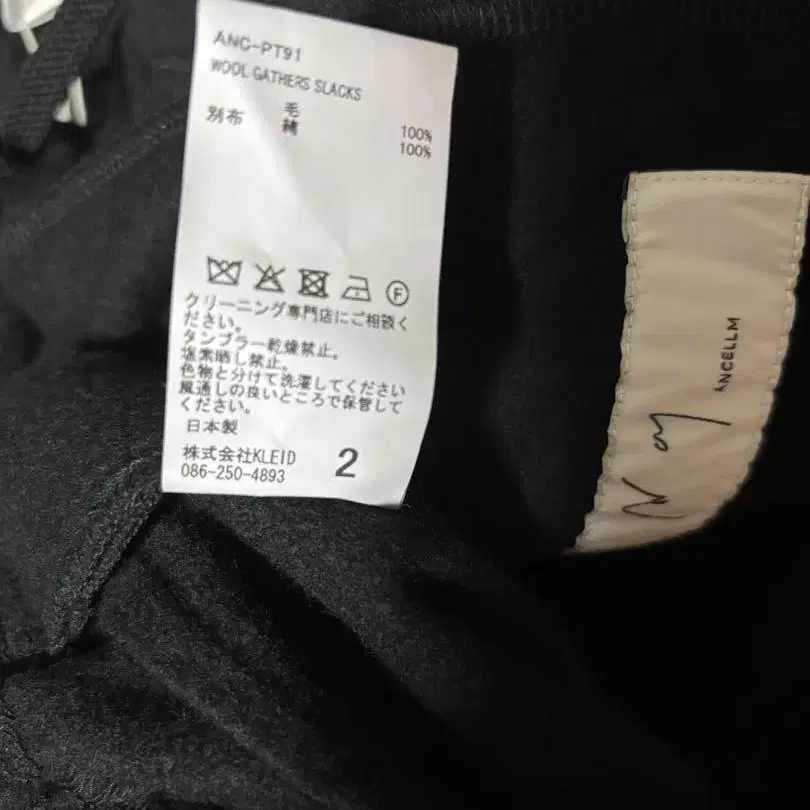 ANC-PT91
WOOL GATHERS SLACKS
毛 100%
別布 綿 100%
F
クリーニング専門店にご相談く
ださい。
タンブラー乾燥禁止。
塩素晒し禁止。
色物と分けて洗濯してください
風通しの良いところで保管して
ください。
日本製
株式会社KLEID
086-250-4893
2
ANCELLM